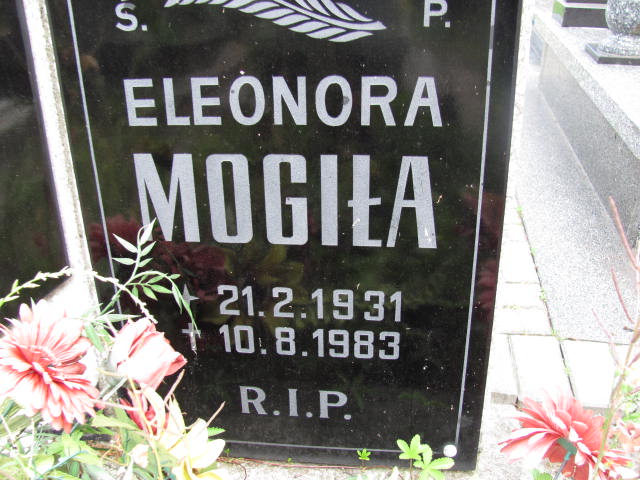 Ś. P.
ELEONORA
MOGIŁA
* 21.2.1931
✝ 10.8.1983
R.I.P.